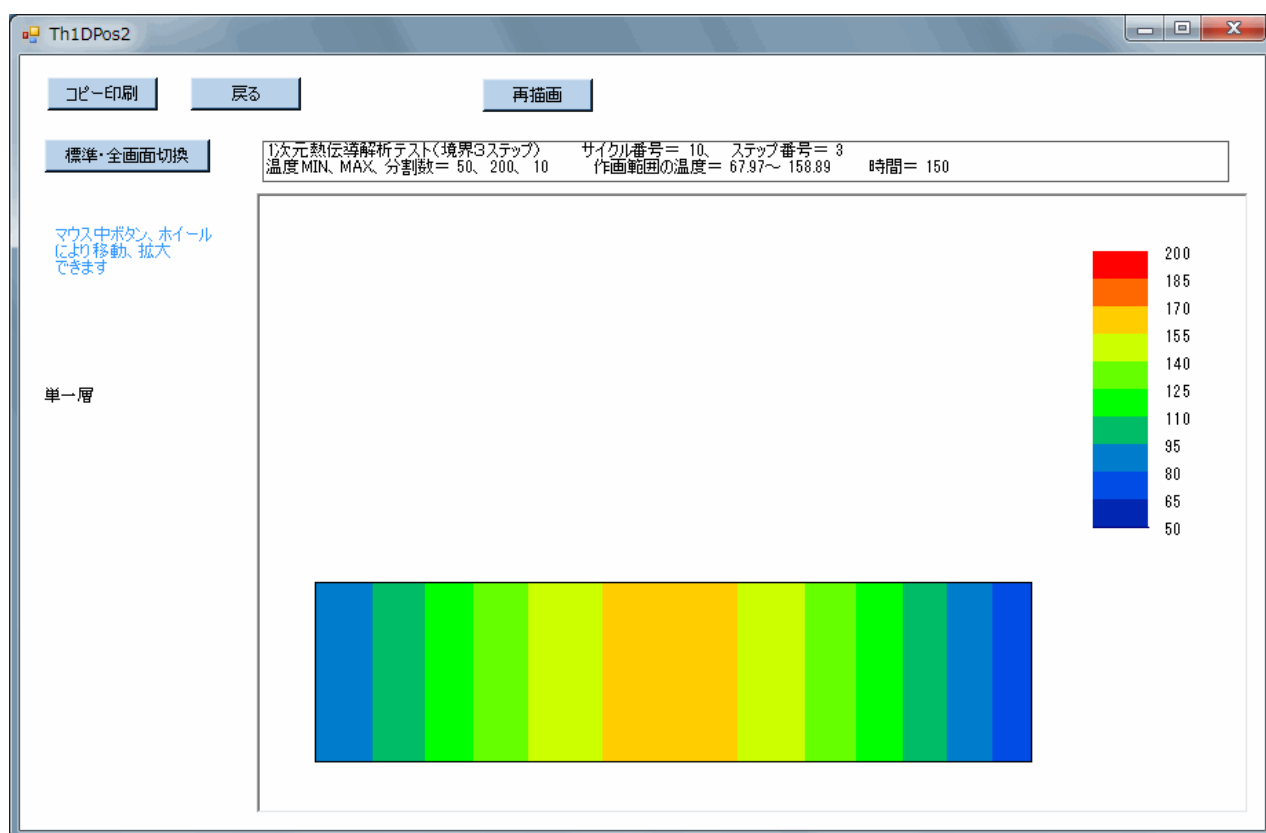 Th1DPos2
コピー印刷
戻る
再描画
標準・全画面切換
1次元熱伝導解析テスト(境界3ステップ) サイクル番号= 10、 ステップ番号= 3
温度MIN、MAX、分割数= 50、 200、 10 作画範囲の温度= 67.97～ 158.89 時間= 150
マウス中ボタン、ホイール
により移動、拡大
できます
単一層
200
185
170
155
140
125
110
95
80
65
50